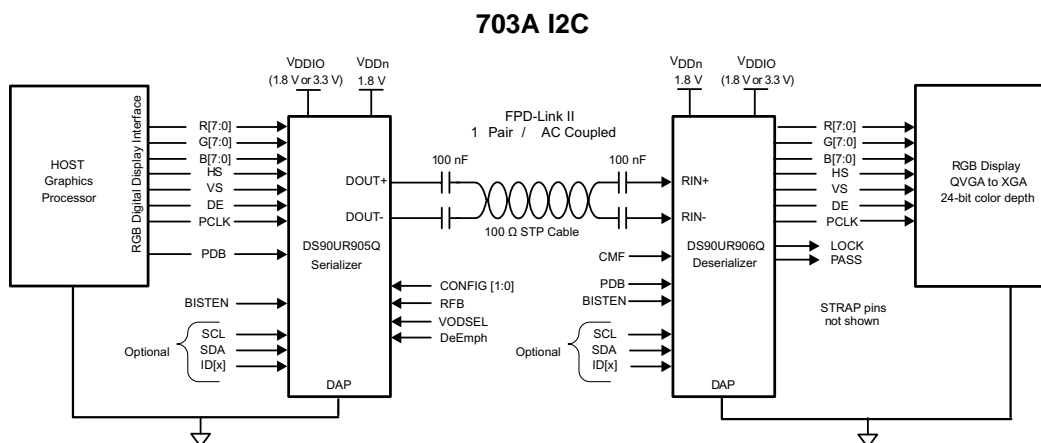 703A I2C
VDDIO
(1.8 V or 3.3 V)
VDDn
1.8 V
HOST
Graphics
Processor
RGB Digital Display Interface
R[7:0]
G[7:0]
B[7:0]
HS
VS
DE
PCLK
PDB
BISTEN
Optional
SCL
SDA
ID[x]
DOUT+
DOUT-
DS90UR905Q
Serializer
DAP
FPD-Link II
1 Pair / AC Coupled
100 nF
100 nF
100 Ω STP Cable
CONFIG [1:0]
RFB
VODSEL
DeEmph
VDDn
1.8 V
VDDIO
(1.8 V or 3.3 V)
RIN+
RIN-
CMF
PDB
BISTEN
Optional
SCL
SDA
ID[x]
DS90UR906Q
Deserializer
DAP
R[7:0]
G[7:0]
B[7:0]
HS
VS
DE
PCLK
LOCK
PASS
STRAP pins
not shown
RGB Display
QVGA to XGA
24-bit color depth